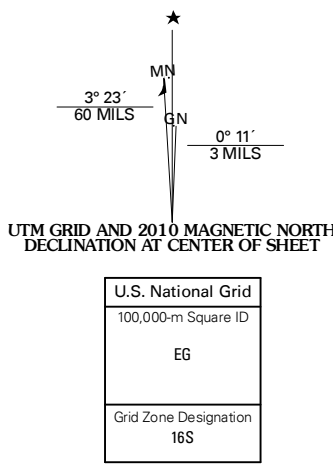 ★
MN
3° 23´
60 MILS
GN
0° 11´
3 MILS
UTM GRID AND 2010 MAGNETIC NORTH
DECLINATION AT CENTER OF SHEET
U.S. National Grid
100,000-m Square ID
EG
Grid Zone Designation
16S